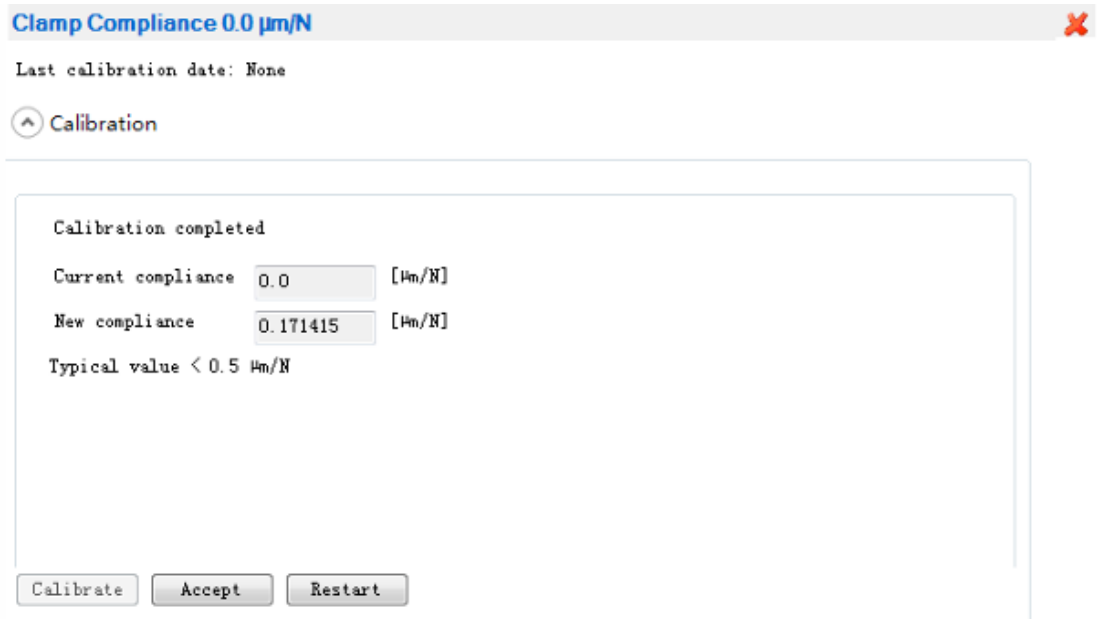 Clamp Compliance 0.0 µm/N
Last calibration date: None
Calibration
Calibration completed
Current compliance 0.0 [µm/N]
New compliance 0.171415 [µm/N]
Typical value < 0.5 µm/N
Calibrate Accept Restart